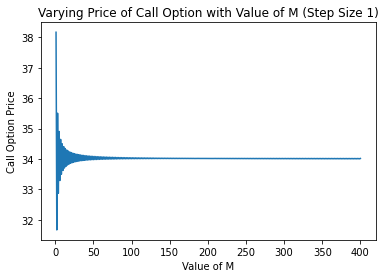 Varying Price of Call Option with Value of M (Step Size 1)
38
37
36
35
34
33
32
Call Option Price
0 50 100 150 200 250 300 350 400
Value of M